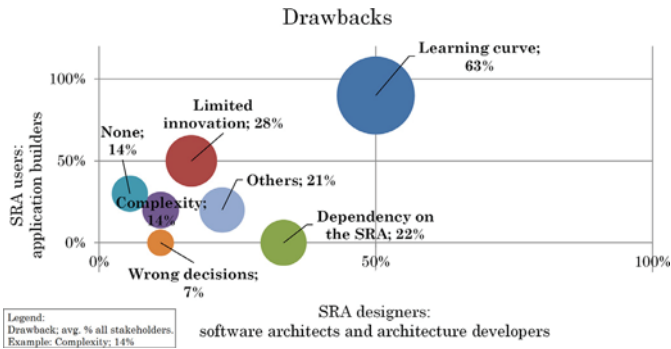 Drawbacks
Learning curve;
63%
100%
Limited
innovation; 28%
None;
14%
50%
Others; 21%
Complexity;
14%
Dependency on
the SRA; 22%
0%
0%
50%
100%
Wrong decisions;
7%
SRA users:
application builders
SRA designers:
software architects and architecture developers
Legend:
Drawback; avg. % all stakeholders.
Example: Complexity; 14%